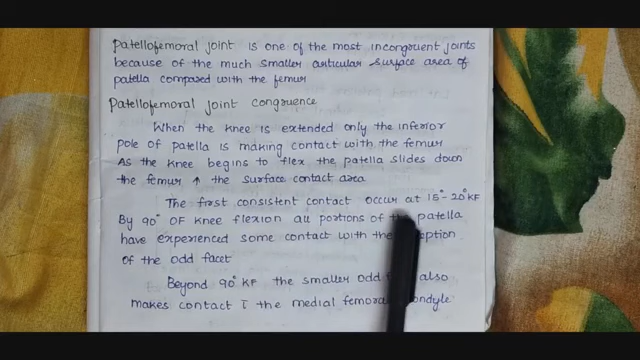 Patellofemoral joint is one of the most incongruent joints
because of the much smaller articular surface area of
patella compared with the femur
Patellofemoral Joint congruence
When the knee is extended only the inferior
pole of patella is making contact with the femur
As the knee begins to flex the patella slides down
the femur ↑ the surface contact area
The first consistent contact occur at 15°-20° KF
By 90° OF Knee flexion all portions of the patella
have experienced some contact with the
of the odd facet
Beyond 90° KF the smaller odd also
makes contact c̄ the medial femoral